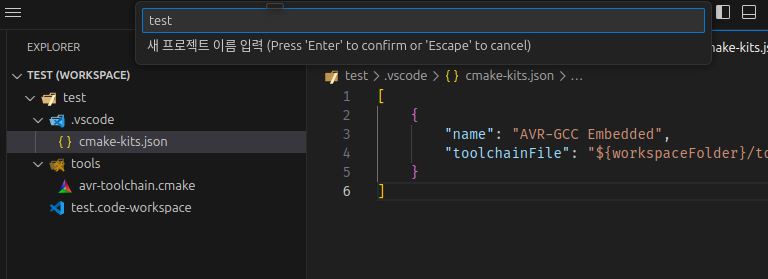 test
새 프로젝트 이름 입력 (Press 'Enter' to confirm or 'Escape' to cancel)
cmake-kits.json
EXPLORER
TEST (WORKSPACE)
test
.vscode
{ } cmake-kits.json
tools
avr-toolchain.cmake
test.code-workspace
test > .vscode > { } cmake-kits.json > ...
1 [
2 {
3 "name": "AVR-GCC Embedded",
4 "toolchainFile": "${workspaceFolder}/to
5 }
6 ]